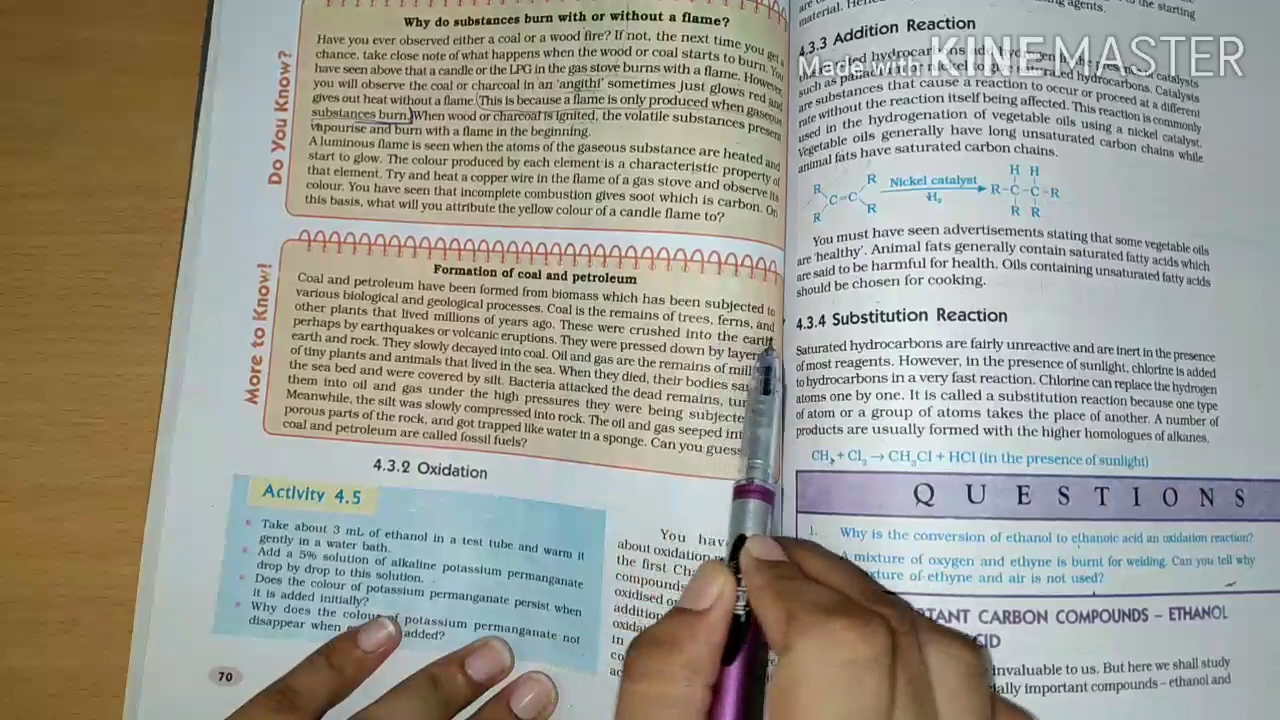 Why do substances burn with or without a flame?
Have you ever observed either a coal or a wood fire? If not, the next time you get a
chance, take close note of what happens when the wood or coal starts to burn. You
have seen above that a candle or the LPG in the gas stove burns with a flame. However,
you will observe the coal or charcoal in an 'angithi' sometimes just glows red and
gives out heat without a flame. This is because a flame is only produced when gaseous
substances burn. When wood or charcoal is ignited, the volatile substances present
vapourise and burn with a flame in the beginning.
A luminous flame is seen when the atoms of the gaseous substance are heated and
start to glow. The colour produced by each element is a characteristic property of
that element. Try and heat a copper wire in the flame of a gas stove and observe its
colour. You have seen that incomplete combustion gives soot which is carbon. On
this basis, what will you attribute the yellow colour of a candle flame to?
Do You Know?
Formation of coal and petroleum
Coal and petroleum have been formed from biomass which has been subjected to
various biological and geological processes. Coal is the remains of trees, ferns, and
other plants that lived millions of years ago. These were crushed into the earth
perhaps by earthquakes or volcanic eruptions. They were pressed down by layer
earth and rock. They slowly decayed into coal. Oil and gas are the remains of mill
of tiny plants and animals that lived in the sea. When they died, their bodies sa
the sea bed and were covered by silt. Bacteria attacked the dead remains, tur
them into oil and gas under the high pressures they were being subjecte
Meanwhile, the silt was slowly compressed into rock. The oil and gas seeped int
porous parts of the rock, and got trapped like water in a sponge. Can you guess
coal and petroleum are called fossil fuels?
More to Know!
4.3.2 Oxidation
Activity 4.5
Take about 3 mL of ethanol in a test tube and warm it
gently in a water bath.
Add a 5% solution of alkaline potassium permanganate
drop by drop to this solution.
Does the colour of potassium permanganate persist when
it is added initially?
Why does the colour of potassium permanganate not
disappear when added?
You hav
about oxidation
the first Cha
compounds
oxidised o
addition
oxida
in
co
70
the starting
material. agents.
4.3.3 Addition Reaction
Made With KINEMASTER
hydrocarbons catalysts
such as hydrocarbons. Catalysts
are substances that cause a reaction to occur or proceed at a different
rate without the reaction itself being affected. This reaction is commonly
used in the hydrogenation of vegetable oils using a nickel catalyst.
Vegetable oils generally have long unsaturated carbon chains while
animal fats have saturated carbon chains.
H H
R R Nickel catalyst R–C–C–R
C=C H₂
R R R R
You must have seen advertisements stating that some vegetable oils
are 'healthy'. Animal fats generally contain saturated fatty acids which
are said to be harmful for health. Oils containing unsaturated fatty acids
should be chosen for cooking.
4.3.4 Substitution Reaction
Saturated hydrocarbons are fairly unreactive and are inert in the presence
of most reagents. However, in the presence of sunlight, chlorine is added
to hydrocarbons in a very fast reaction. Chlorine can replace the hydrogen
atoms one by one. It is called a substitution reaction because one type
of atom or a group of atoms takes the place of another. A number of
products are usually formed with the higher homologues of alkanes.
CH₄ + Cl₂ → CH₃Cl + HCl (in the presence of sunlight)
QUESTIONS
1. Why is the conversion of ethanol to ethanoic acid an oxidation reaction?
A mixture of oxygen and ethyne is burnt for welding. Can you tell why
xture of ethyne and air is not used?
TANT CARBON COMPOUNDS – ETHANOL
CID
invaluable to us. But here we shall study
ially important compounds – ethanol and